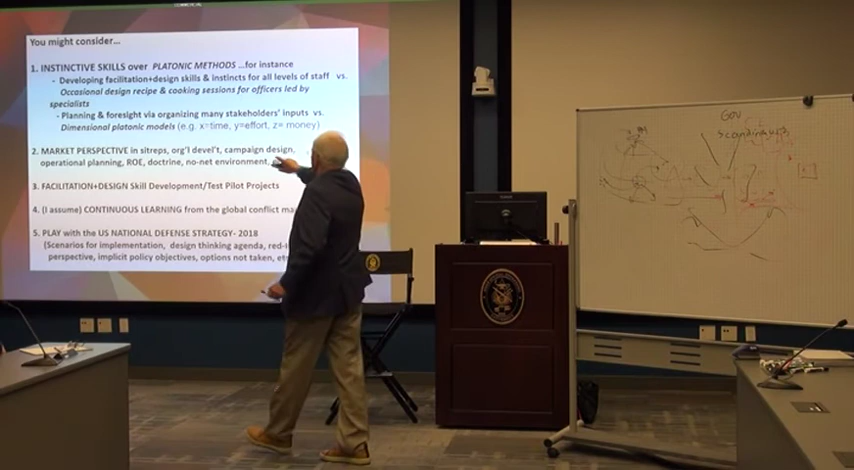 You might consider...
1. INSTINCTIVE SKILLS over PLATONIC METHODS ...for instance
- Developing facilitation+design skills & instincts for all levels of staff vs.
Occasional design recipe & cooking sessions for officers led by
specialists
- Planning & foresight via organizing many stakeholders' inputs vs.
Dimensional platonic models (e.g. x=time, y=effort, z= money)
2. MARKET PERSPECTIVE in sitreps, org'l devel't, campaign design,
operational planning, ROE, doctrine, no-net environment,
3. FACILITATION+DESIGN Skill Development/Test Pilot Projects
4. (I assume) CONTINUOUS LEARNING from the global conflict
5. PLAY with the US NATIONAL DEFENSE STRATEGY- 2018
(Scenarios for implementation, design thinking agenda,
perspective, implicit policy objectives, options not taken,
GOV